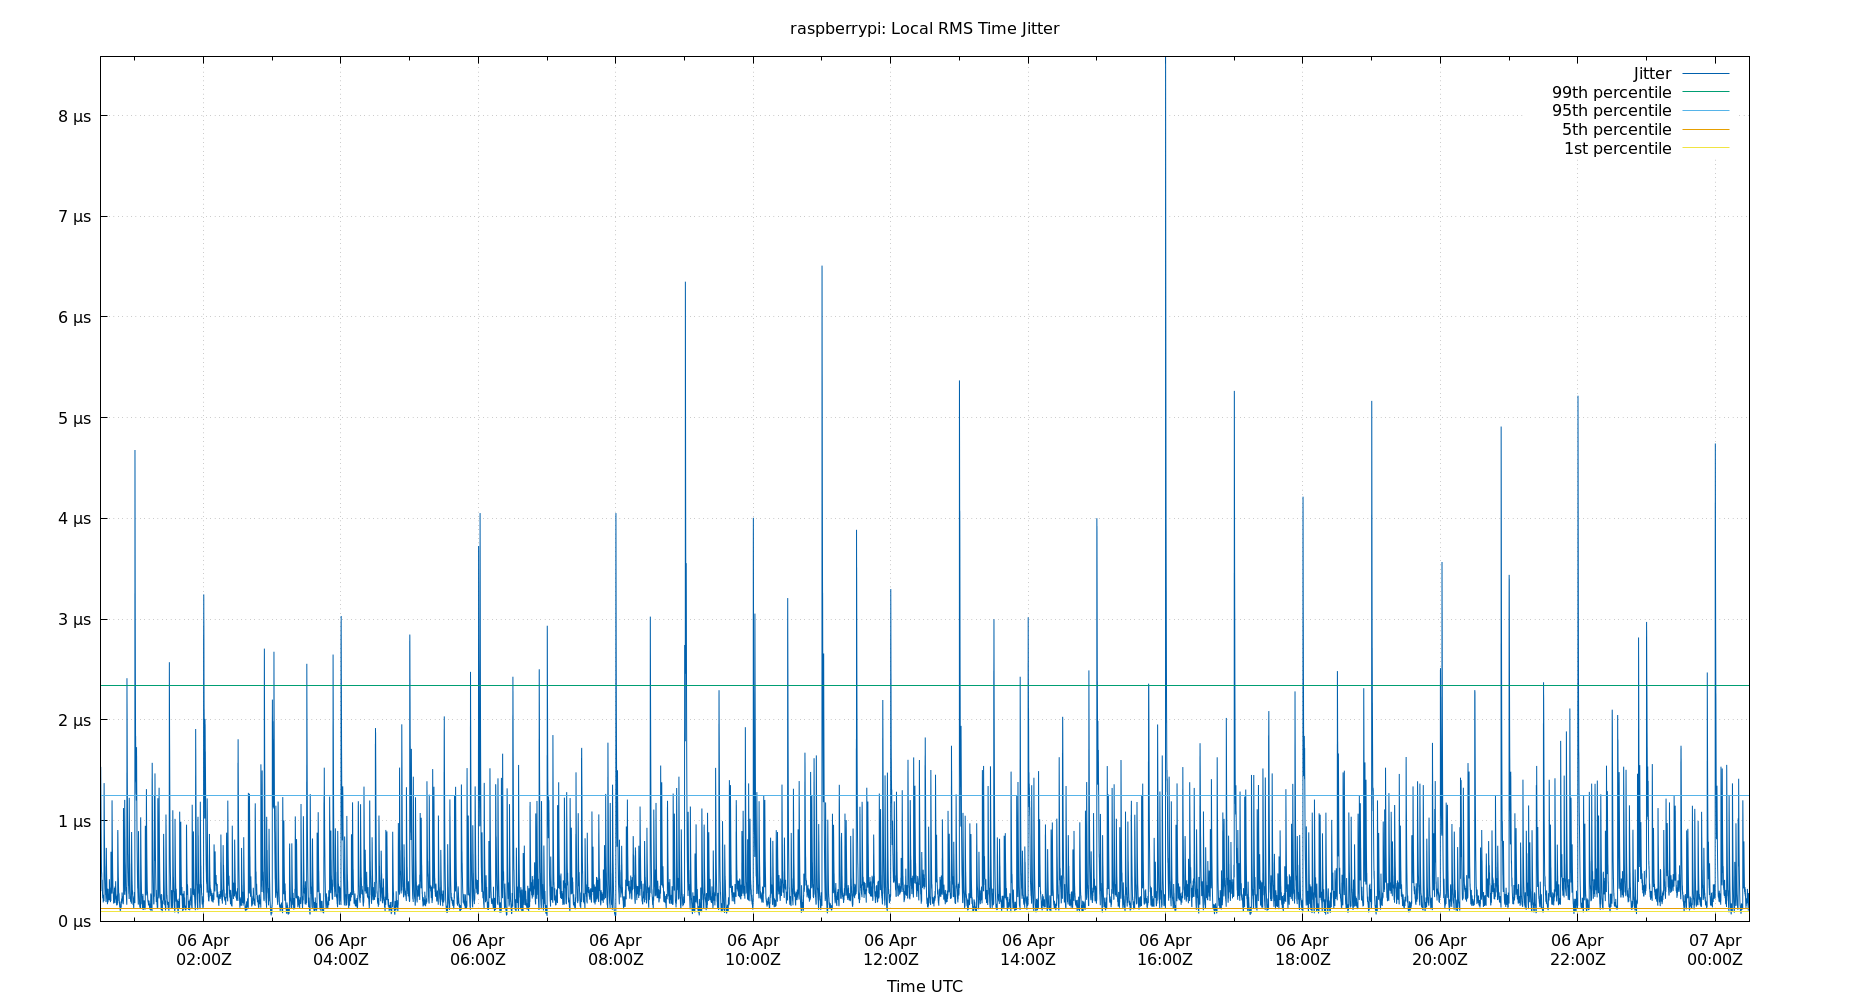 raspberrypi: Local RMS Time Jitter
Jitter
99th percentile
95th percentile
5th percentile
1st percentile
8 µs
7 µs
6 µs
5 µs
4 µs
3 µs
2 µs
1 µs
0 µs
06 Apr 06 Apr 06 Apr 06 Apr 06 Apr 06 Apr 06 Apr 06 Apr 06 Apr 06 Apr 06 Apr 07 Apr
02:00Z 04:00Z 06:00Z 08:00Z 10:00Z 12:00Z 14:00Z 16:00Z 18:00Z 20:00Z 22:00Z 00:00Z
Time UTC